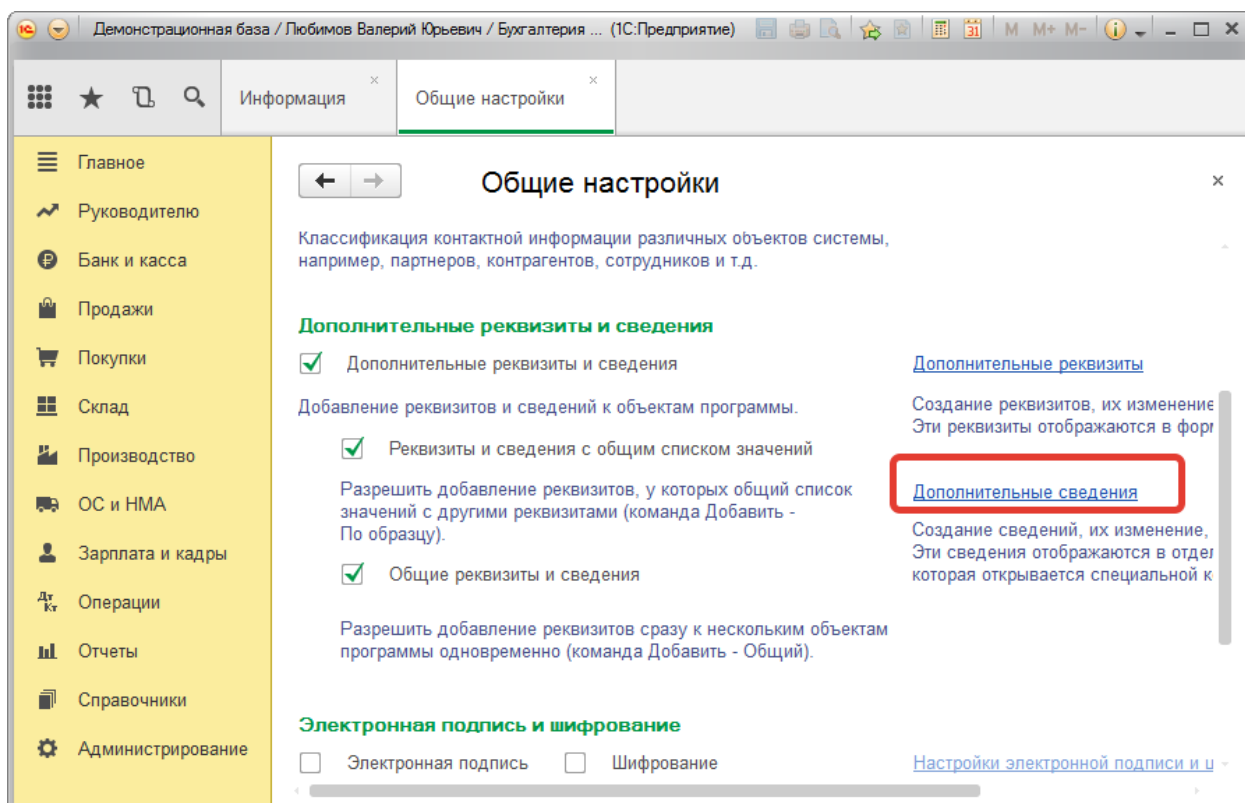 Демонстрационная база / Любимов Валерий Юрьевич / Бухгалтерия ... (1С:Предприятие)
31 M M+ M-
Информация
Общие настройки
Главное
Руководителю
Банк и касса
Продажи
Покупки
Склад
Производство
ОС и НМА
Зарплата и кадры
Дт Кт Операции
Отчеты
Справочники
Администрирование
Общие настройки
Классификация контактной информации различных объектов системы,
например, партнеров, контрагентов, сотрудников и т.д.
Дополнительные реквизиты и сведения
Дополнительные реквизиты и сведения
Добавление реквизитов и сведений к объектам программы.
Реквизиты и сведения с общим списком значений
Разрешить добавление реквизитов, у которых общий список
значений с другими реквизитами (команда Добавить -
По образцу).
Общие реквизиты и сведения
Разрешить добавление реквизитов сразу к нескольким объектам
программы одновременно (команда Добавить - Общий).
Дополнительные реквизиты
Создание реквизитов, их изменение
Эти реквизиты отображаются в фор
Дополнительные сведения
Создание сведений, их изменение,
Эти сведения отображаются в отдел
которая открывается специальной к
Электронная подпись и шифрование
Электронная подпись
Шифрование
Настройки электронной подписи и ш